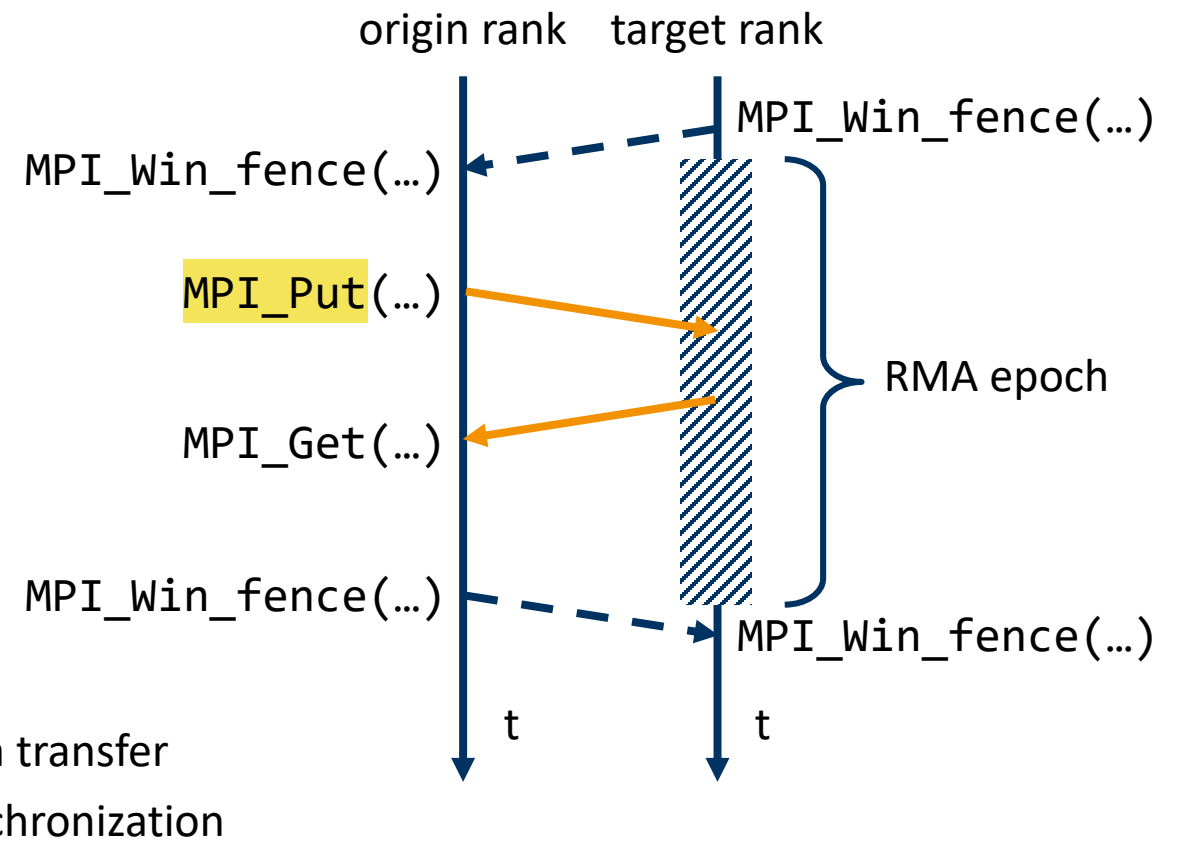 origin rank target rank
MPI_Win_fence(…)
MPI_Win_fence(…)
MPI_Put(…)
RMA epoch
MPI_Get(…)
MPI_Win_fence(…)
MPI_Win_fence(…)
t t
transfer
chronization